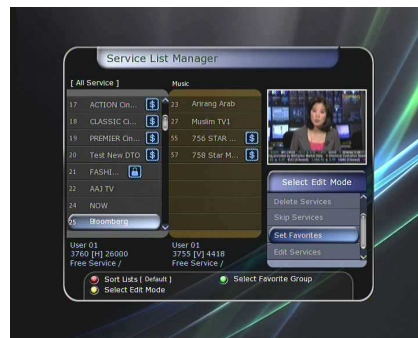 Service List Manager
[ All Service ]
Music
17 ACTION Cin... $
18 CLASSIC Ci... $
19 PREMIER Cin... $
20 Test New DTO $
21 FASHI...
22 AAJ TV
24 NOW
25 Bloomberg
23 Arirang Arab
27 Muslim TV1
55 756 STAR ... $
57 758 Star M... $
Select Edit Mode
Delete Services
Skip Services
Set Favorites
Edit Services
User 01
3760 [H] 26000
Free Service /
User 01
3755 [V] 4418
Free Service /
Sort Lists [ Default ]
Select Favorite Group
Select Edit Mode